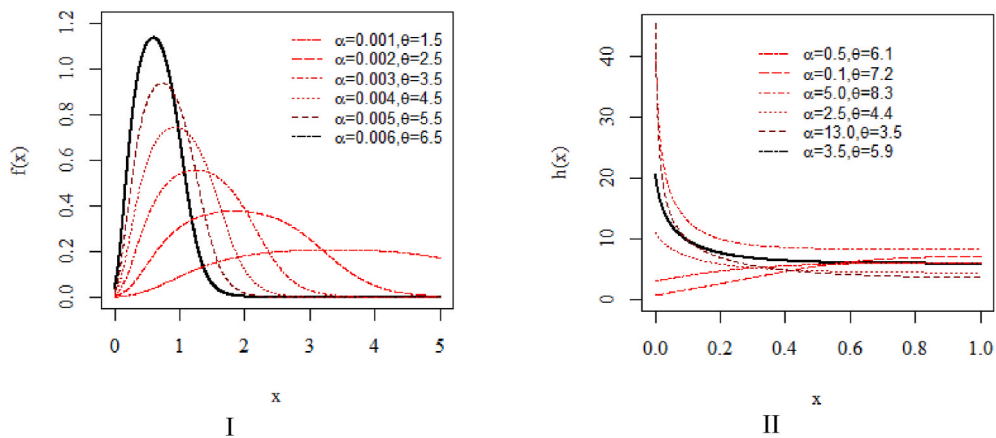 f(x)
0.0 0.2 0.4 0.6 0.8 1.0 1.2
α=0.001,θ=1.5
α=0.002,θ=2.5
α=0.003,θ=3.5
α=0.004,θ=4.5
α=0.005,θ=5.5
α=0.006,θ=6.5
0 1 2 3 4 5
x
I
h(x)
0 10 20 30 40
α=0.5,θ=6.1
α=0.1,θ=7.2
α=5.0,θ=8.3
α=2.5,θ=4.4
α=13.0,θ=3.5
α=3.5,θ=5.9
0.0 0.2 0.4 0.6 0.8 1.0
x
II